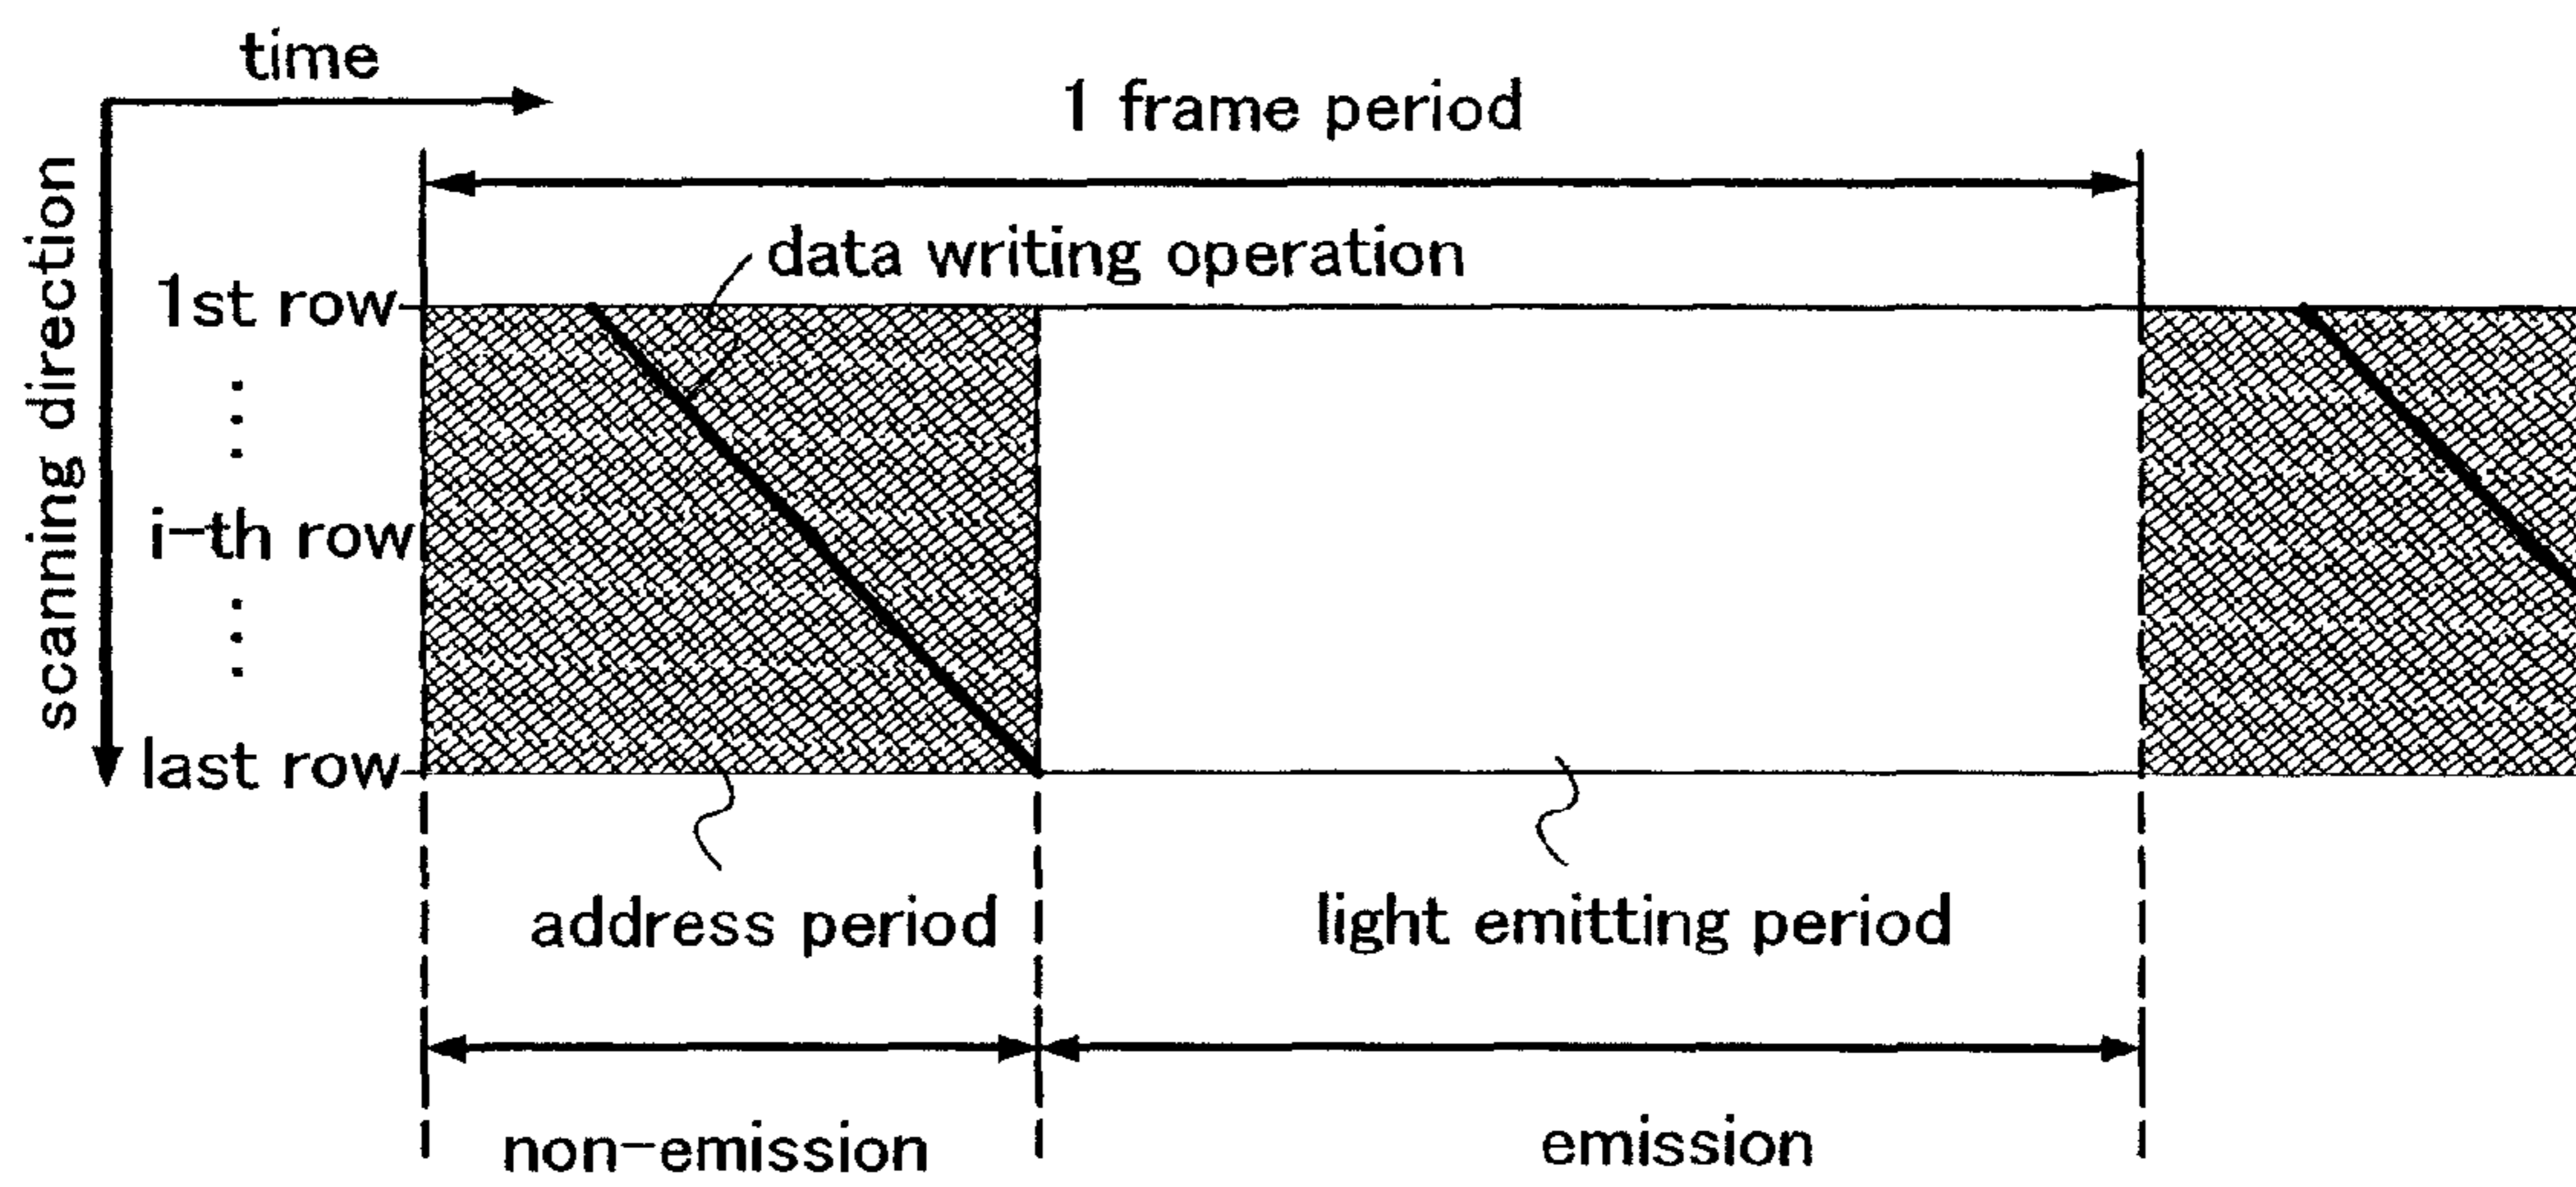 time
1 frame period
scanning direction
data writing operation
1st row
i-th row
last row
address period
light emitting period
non-emission
emission